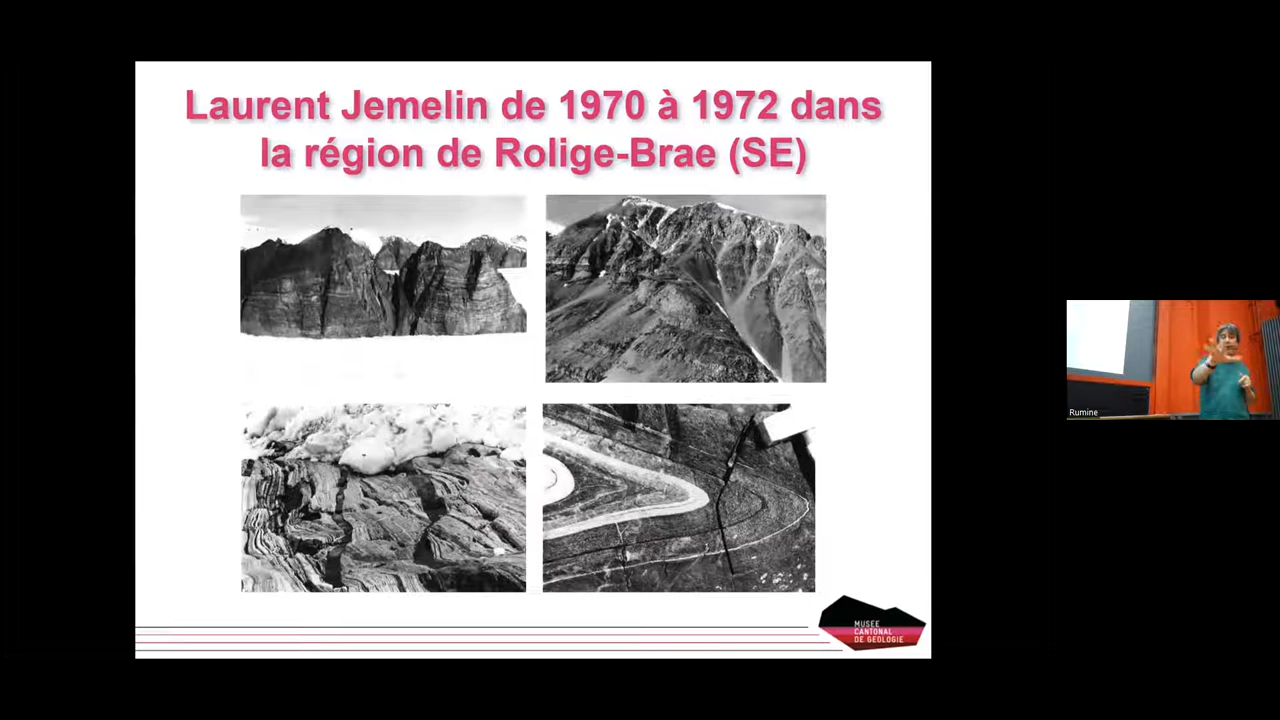 Laurent Jemelin de 1970 à 1972 dans
la région de Rolige-Brae (SE)
MUSEE
CANTONAL
DE GEOLOGIE
Rumine